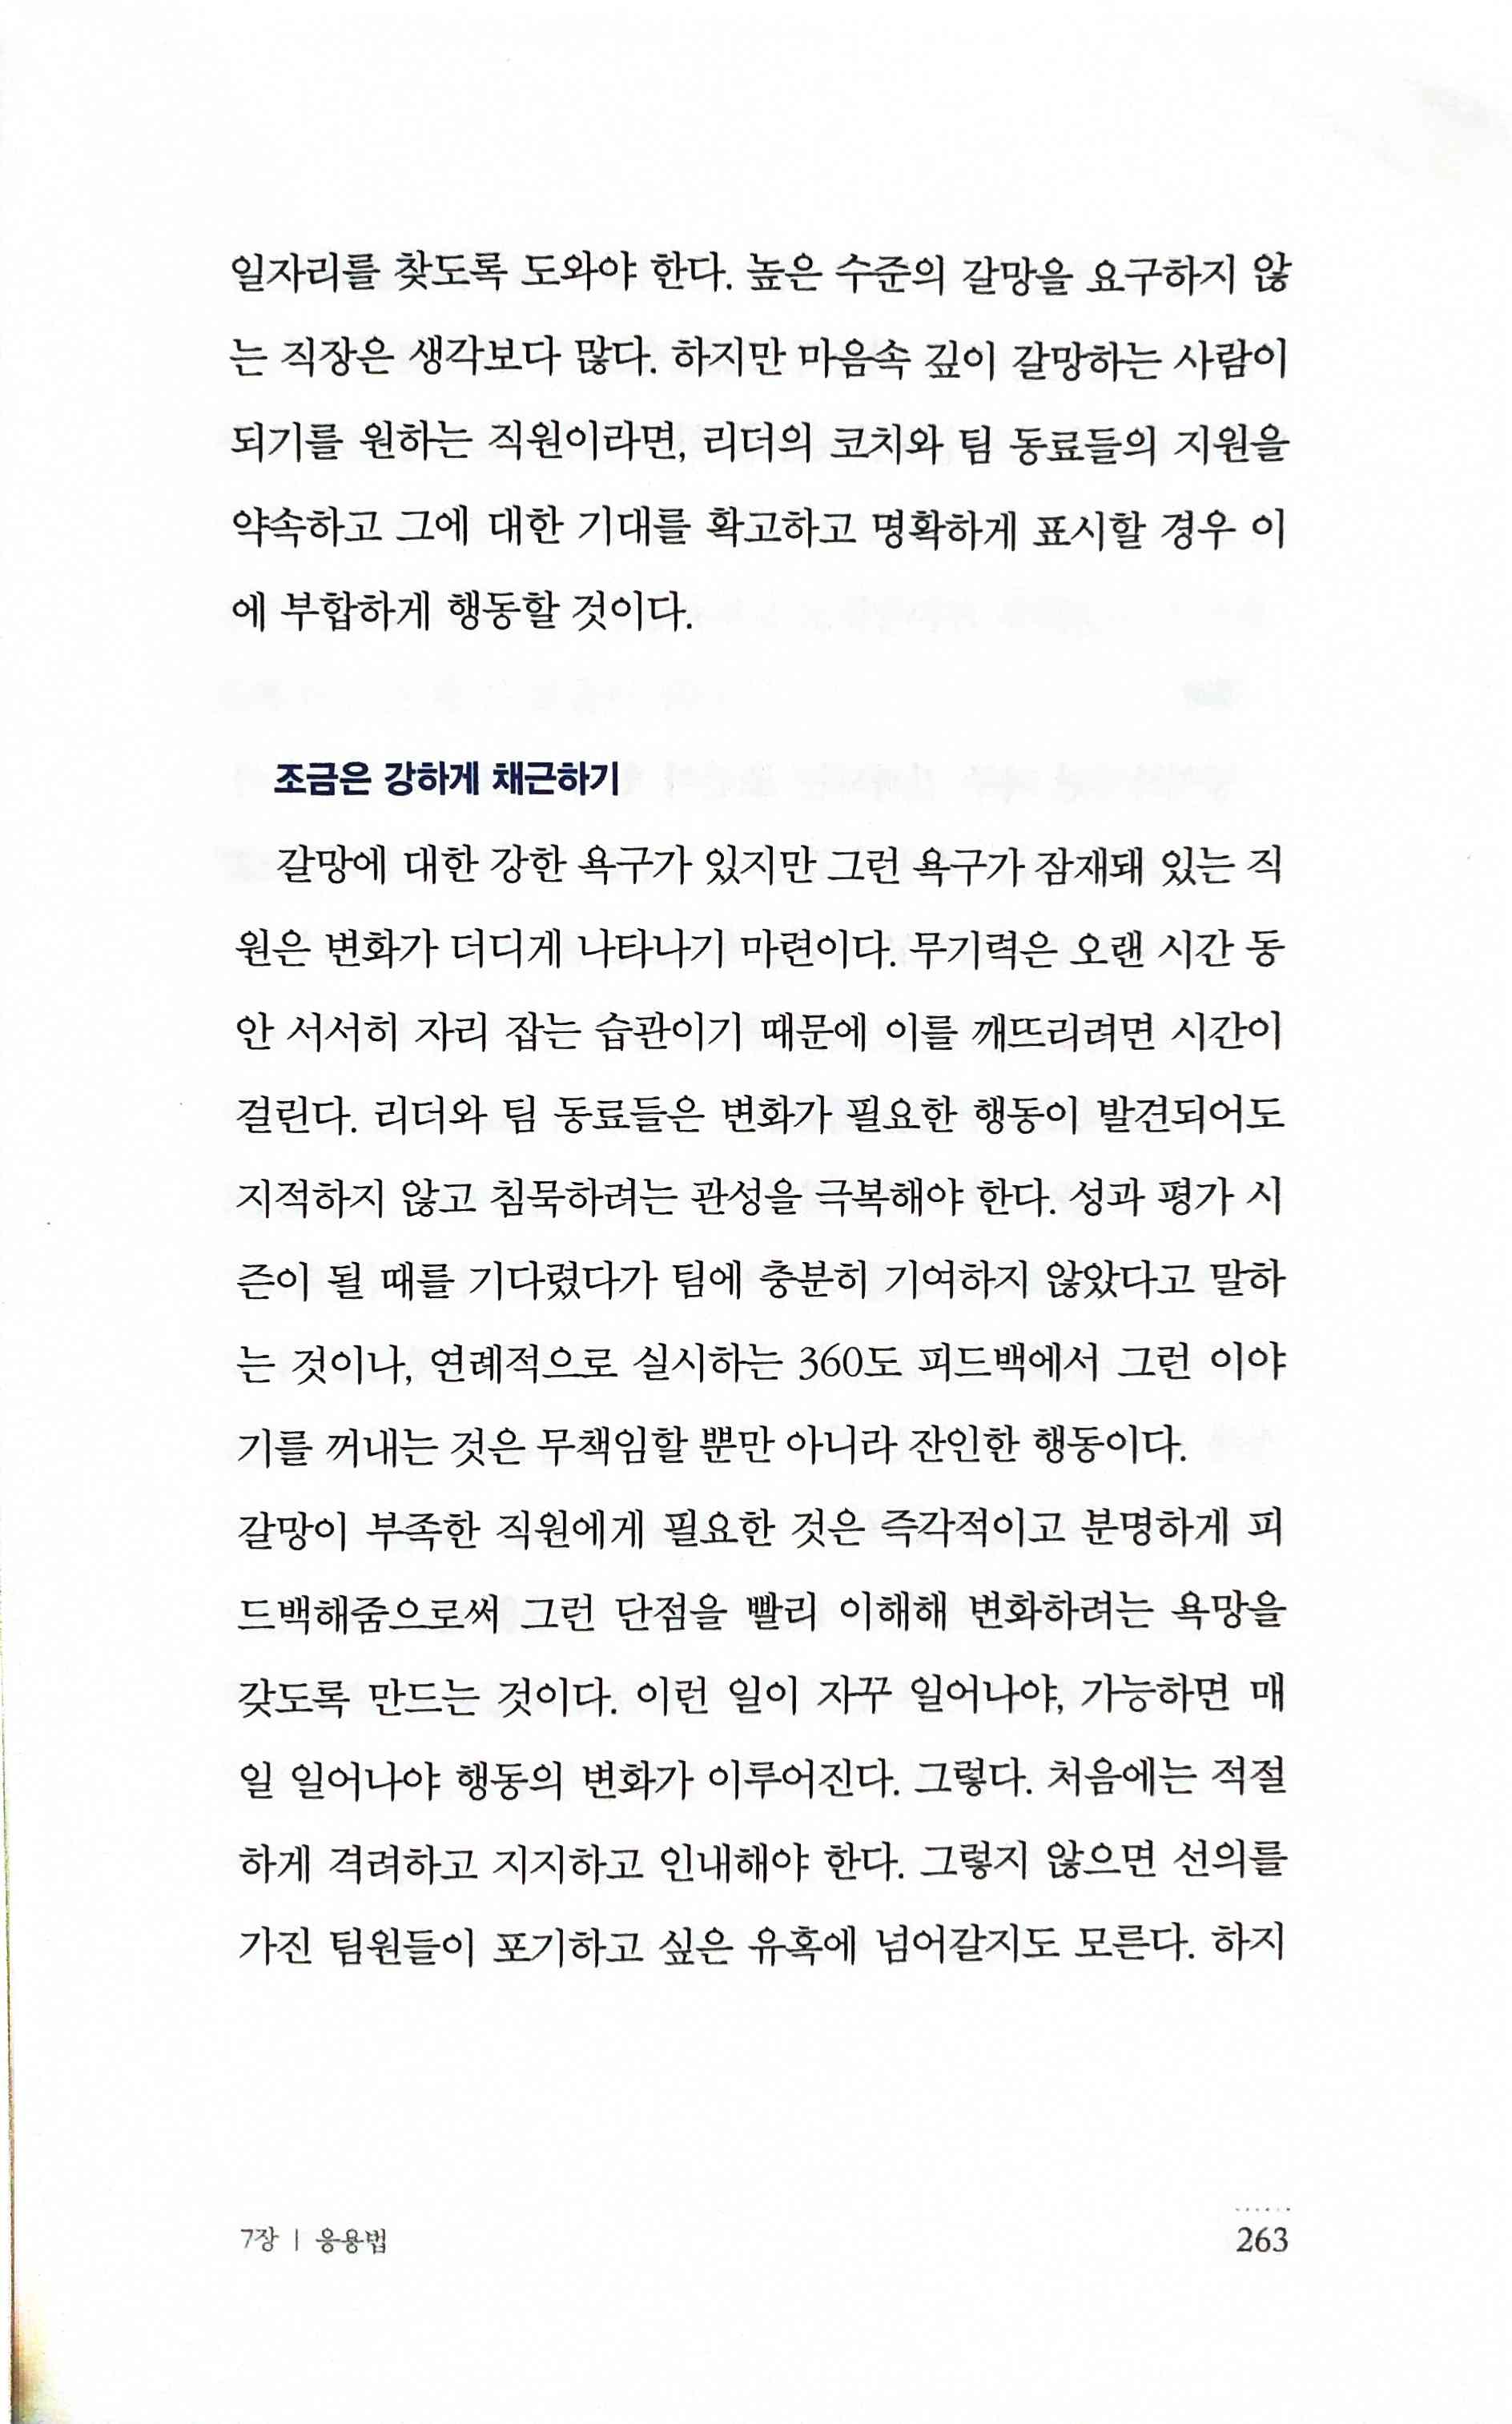 일자리를 찾도록 도와야 한다. 높은 수준의 갈망을 요구하지 않
는 직장은 생각보다 많다. 하지만 마음속 깊이 갈망하는 사람이
되기를 원하는 직원이라면, 리더의 코치와 팀 동료들의 지원을
약속하고 그에 대한 기대를 확고하고 명확하게 표시할 경우 이
에 부합하게 행동할 것이다.
조금은 강하게 채근하기
갈망에 대한 강한 욕구가 있지만 그런 욕구가 잠재돼 있는 직
원은 변화가 더디게 나타나기 마련이다. 무기력은 오랜 시간 동
안 서서히 자리 잡는 습관이기 때문에 이를 깨뜨리려면 시간이
걸린다. 리더와 팀 동료들은 변화가 필요한 행동이 발견되어도
지적하지 않고 침묵하려는 관성을 극복해야 한다. 성과 평가 시
즌이 될 때를 기다렸다가 팀에 충분히 기여하지 않았다고 말하
는 것이나, 연례적으로 실시하는 360도 피드백에서 그런 이야
기를 꺼내는 것은 무책임할 뿐만 아니라 잔인한 행동이다.
갈망이 부족한 직원에게 필요한 것은 즉각적이고 분명하게 피
드백해줌으로써 그런 단점을 빨리 이해해 변화하려는 욕망을
갖도록 만드는 것이다. 이런 일이 자꾸 일어나야, 가능하면 매
일 일어나야 행동의 변화가 이루어진다. 그렇다. 처음에는 적절
하게 격려하고 지지하고 인내해야 한다. 그렇지 않으면 선의를
가진 팀원들이 포기하고 싶은 유혹에 넘어갈지도 모른다. 하지
7장 | 응용법
263